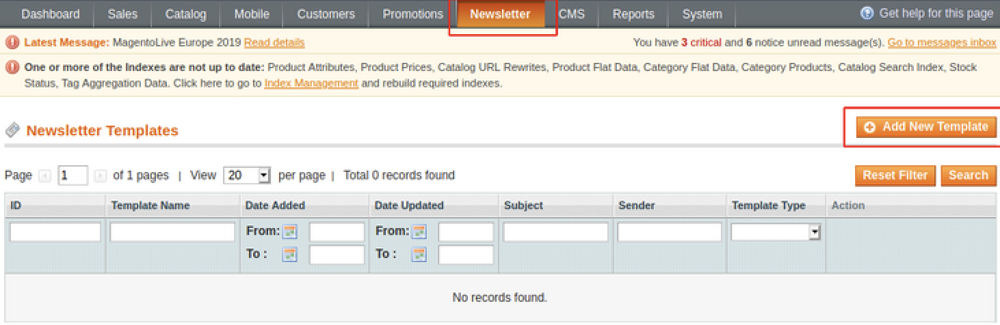 Dashboard Sales Catalog Mobile Customers Promotions Newsletter CMS Reports System Get help for this page
Latest Message: MagentoLive Europe 2019 Read details You have 3 critical and 6 notice unread message(s). Go to messages inbox
One or more of the Indexes are not up to date: Product Attributes, Product Prices, Catalog URL Rewrites, Product Flat Data, Category Flat Data, Category Products, Catalog Search Index, Stock
Status, Tag Aggregation Data. Click here to go to Index Management and rebuild required indexes.
Newsletter Templates Add New Template
Page 1 of 1 pages | View 20 per page | Total 0 records found Reset Filter Search
ID Template Name Date Added Date Updated Subject Sender Template Type Action
From: From:
To : To :
No records found.